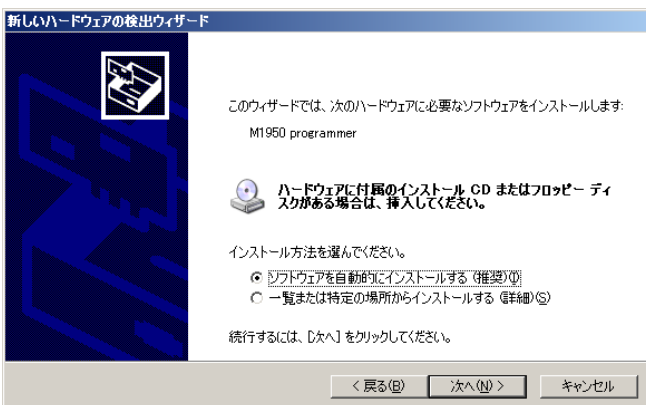 新しいハードウェアの検出ウィザード
このウィザードでは、次のハードウェアに必要なソフトウェアをインストールします:
M1950 programmer
ハードウェアに付属のインストール CD またはフロッピー ディ
スクがある場合は、挿入してください。
インストール方法を選んでください。
ソフトウェアを自動的にインストールする (推奨)(I)
一覧または特定の場所からインストールする (詳細)(S)
続行するには、[次へ] をクリックしてください。
< 戻る(B) 次へ(N) > キャンセル